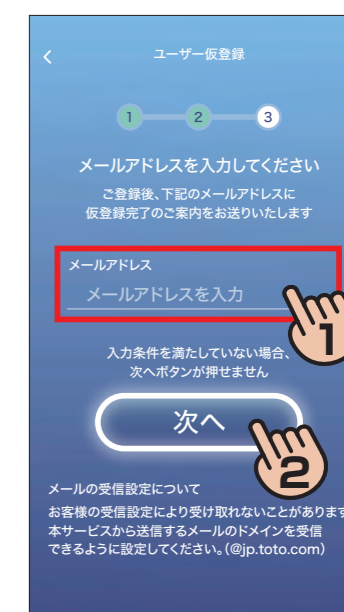 ユーザー仮登録
1 2 3
メールアドレスを入力してください
ご登録後、下記のメールアドレスに
仮登録完了のご案内をお送りいたします
メールアドレス
メールアドレスを入力
1
入力条件を満たしていない場合、
次へボタンが押せません
次へ
2
メールの受信設定について
お客様の受信設定により受け取れないことがあります
本サービスから送信するメールのドメインを受信
できるように設定してください。(@jp.toto.com)